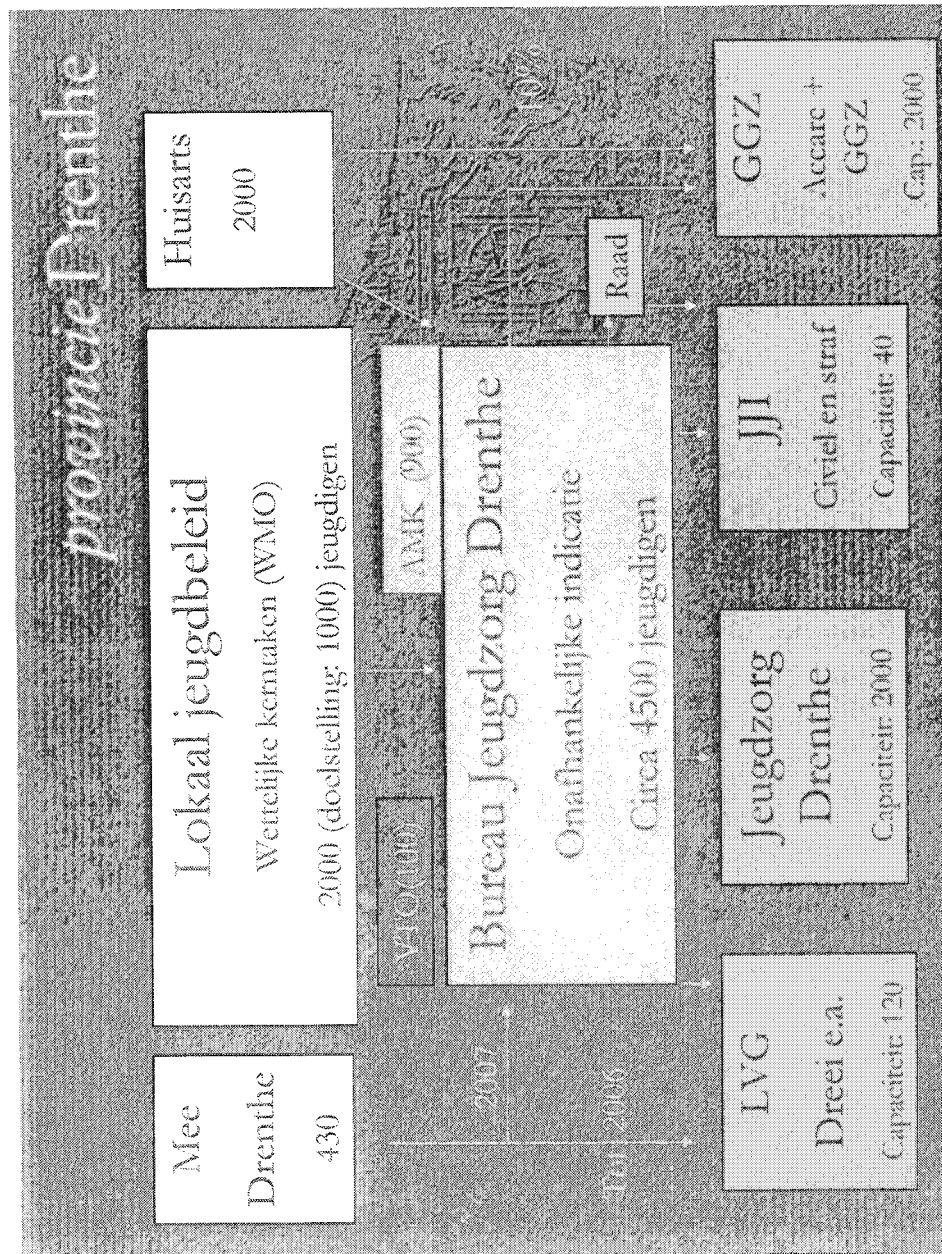 provincie Drenthe
Mee
Drenthe
430
Lokaal jeugdbeleid
Wettelijke kerntaken (WMO)
2000 (doelstelling: 1000) jeugdigen
Huisarts
2000
AMK (900)
Bureau Jeugdzorg Drenthe
Onafhankelijke indicatie
Circa 4500 jeugdigen
2007
2006
10%
Raad
LVG
Dreei e.a.
Capaciteit: 120
Jeugdzorg
Drenthe
Capaciteit: 2000
JJI
Civiel en straf
Capaciteit: 40
GGZ
Accare +
GGZ
Cap.: 2000